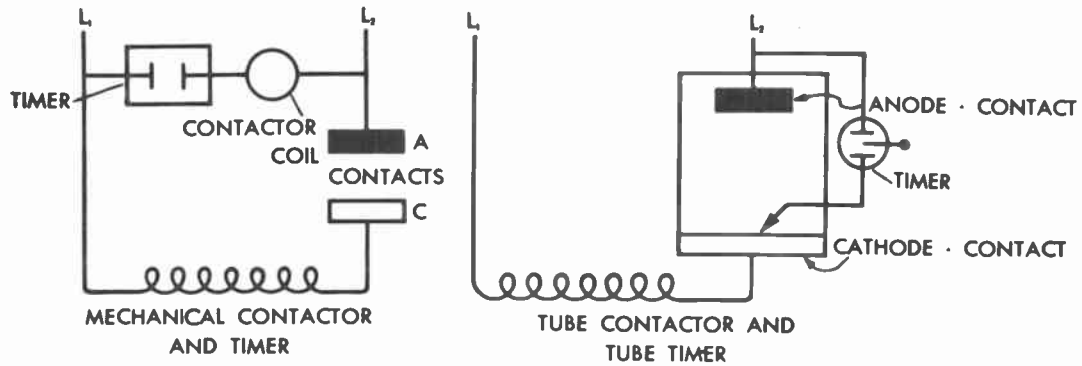 L₁
L₂
TIMER
CONTACTOR
COIL
A
CONTACTS
C
MECHANICAL CONTACTOR
AND TIMER
L₁
L₂
ANODE · CONTACT
TIMER
CATHODE · CONTACT
TUBE CONTACTOR AND
TUBE TIMER